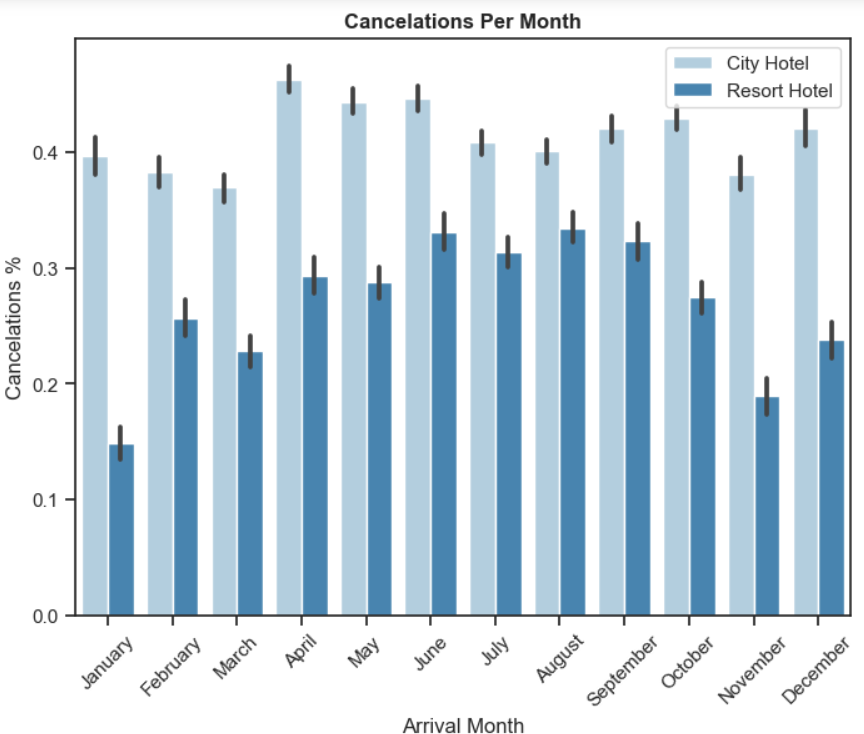 Cancelations Per Month
City Hotel
Resort Hotel
Cancelations %
0.4
0.3
0.2
0.1
0.0
January
February
March
April
May
June
July
August
September
October
November
December
Arrival Month